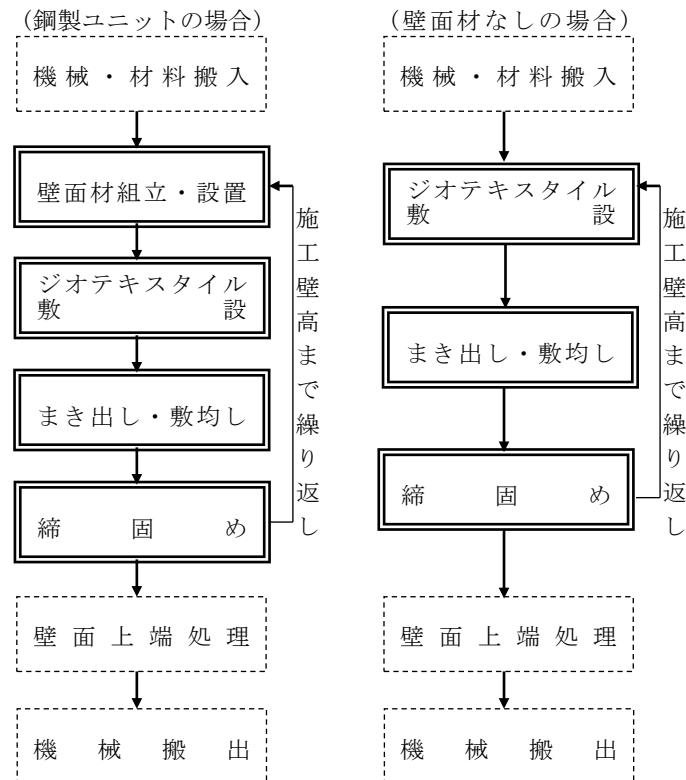 （鋼製ユニットの場合）
機械・材料搬入
壁面材組立・設置
ジオテキスタイル
敷設
まき出し・敷均し
締固め
施工壁高まで繰り返し
壁面上端処理
機械搬出
（壁面材なしの場合）
機械・材料搬入
ジオテキスタイル
敷設
まき出し・敷均し
締固め
施工壁高まで繰り返し
壁面上端処理
機械搬出